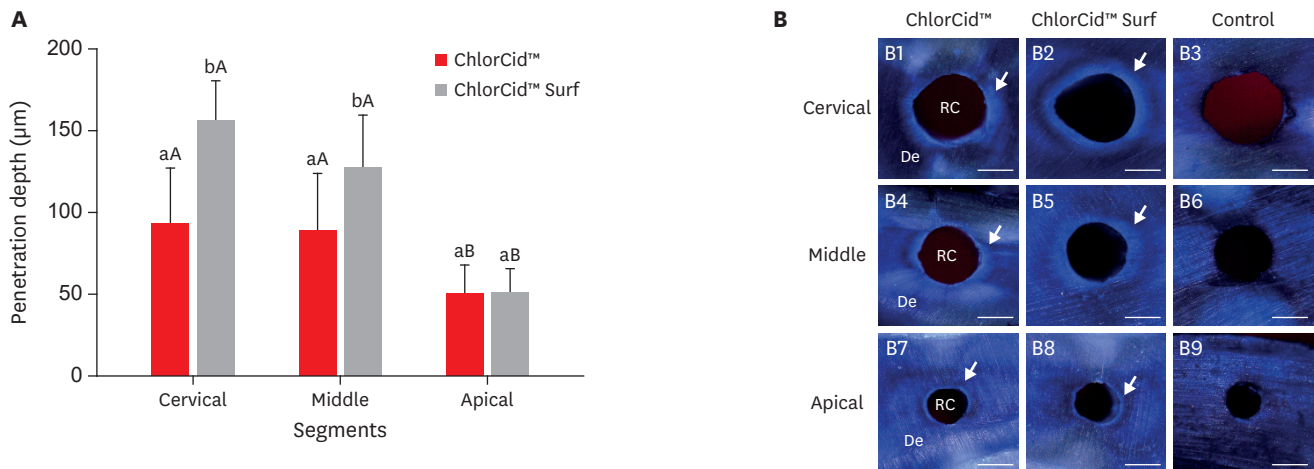 A
Penetration depth (µm)
200
150
100
50
0
aA
bA
aA
bA
aB
aB
ChlorCid™
ChlorCid™ Surf
Cervical
Middle
Apical
Segments
B
ChlorCid™
ChlorCid™ Surf
Control
Cervical
B1
RC
De
B2
B3
Middle
B4
RC
De
B5
B6
Apical
B7
RC
De
B8
B9